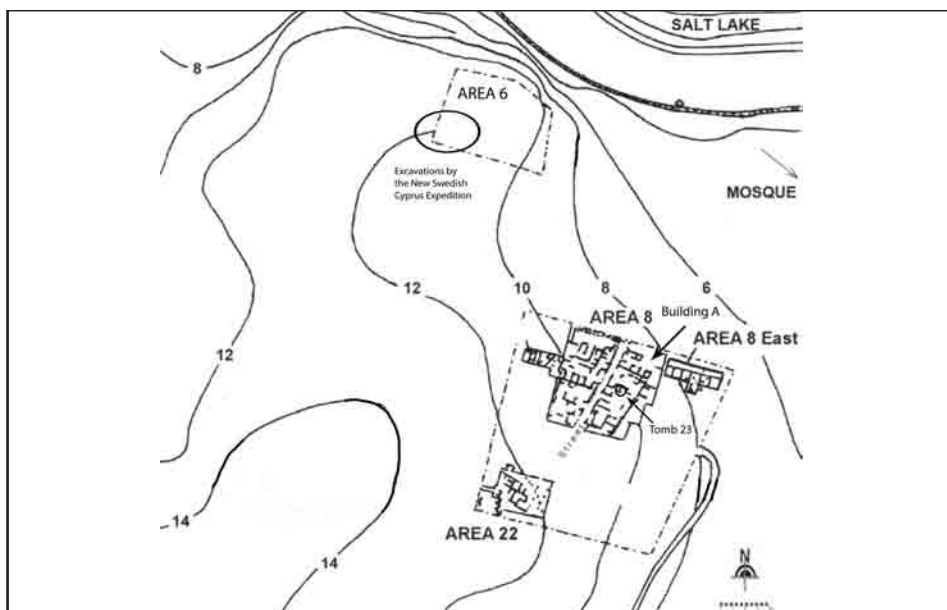 SALT LAKE
8
AREA 6
Excavations by
the New Swedish
Cyprus Expedition
MOSQUE
12
10
8
6
AREA 8
Building A
AREA 8 East
12
Tomb 23
14
AREA 22
14
N